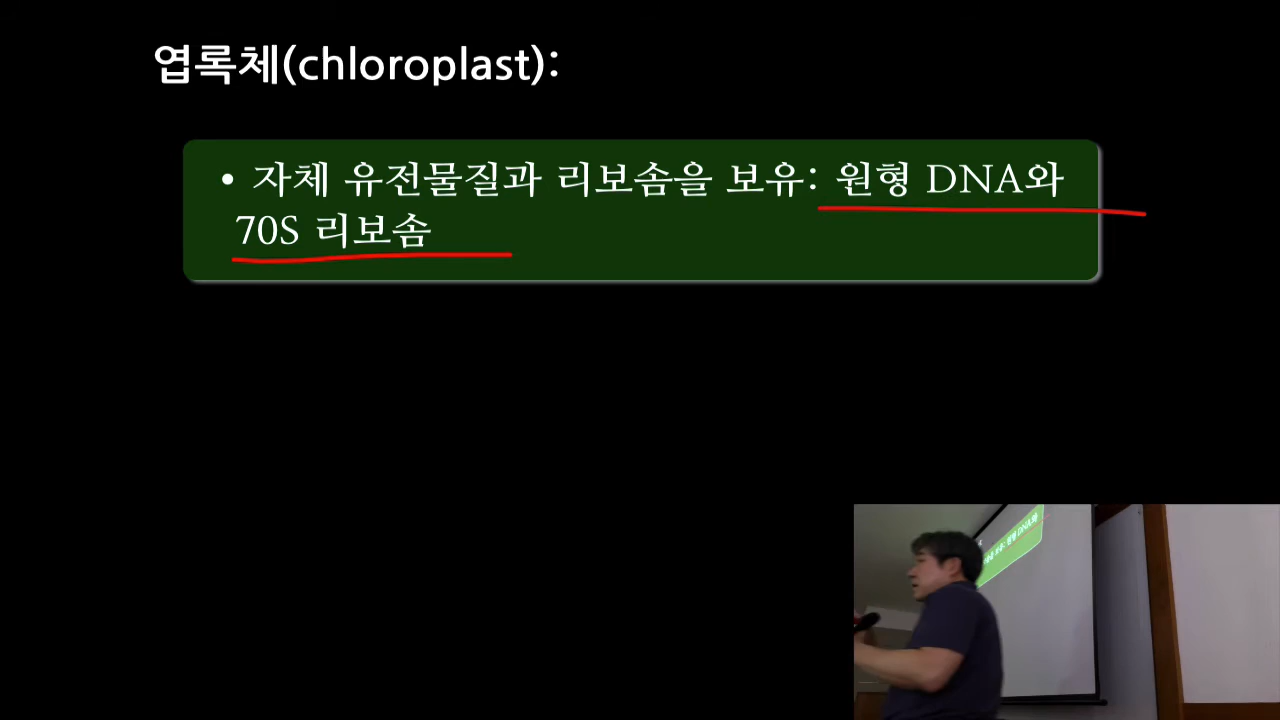 엽록체(chloroplast):
• 자체 유전물질과 리보솜을 보유: 원형 DNA와
70S 리보솜